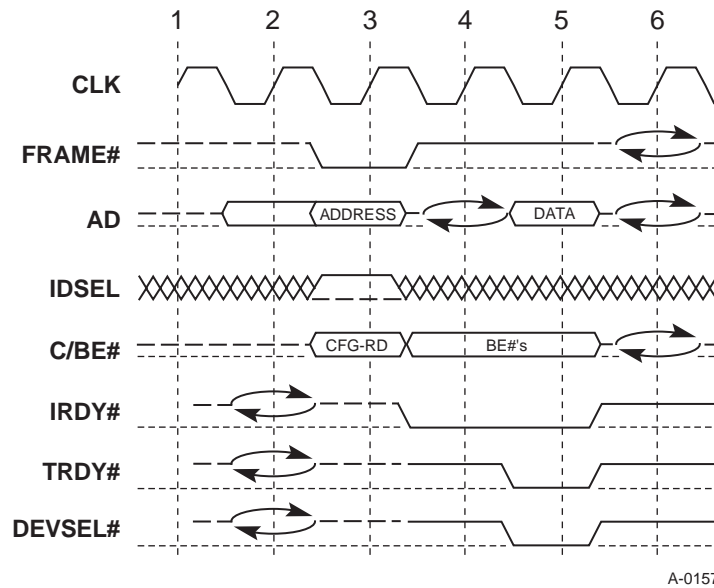 1 2 3 4 5 6
CLK
FRAME#
AD ADDRESS DATA
IDSEL
C/BE# CFG-RD BE#'s
IRDY#
TRDY#
DEVSEL#
A-0157